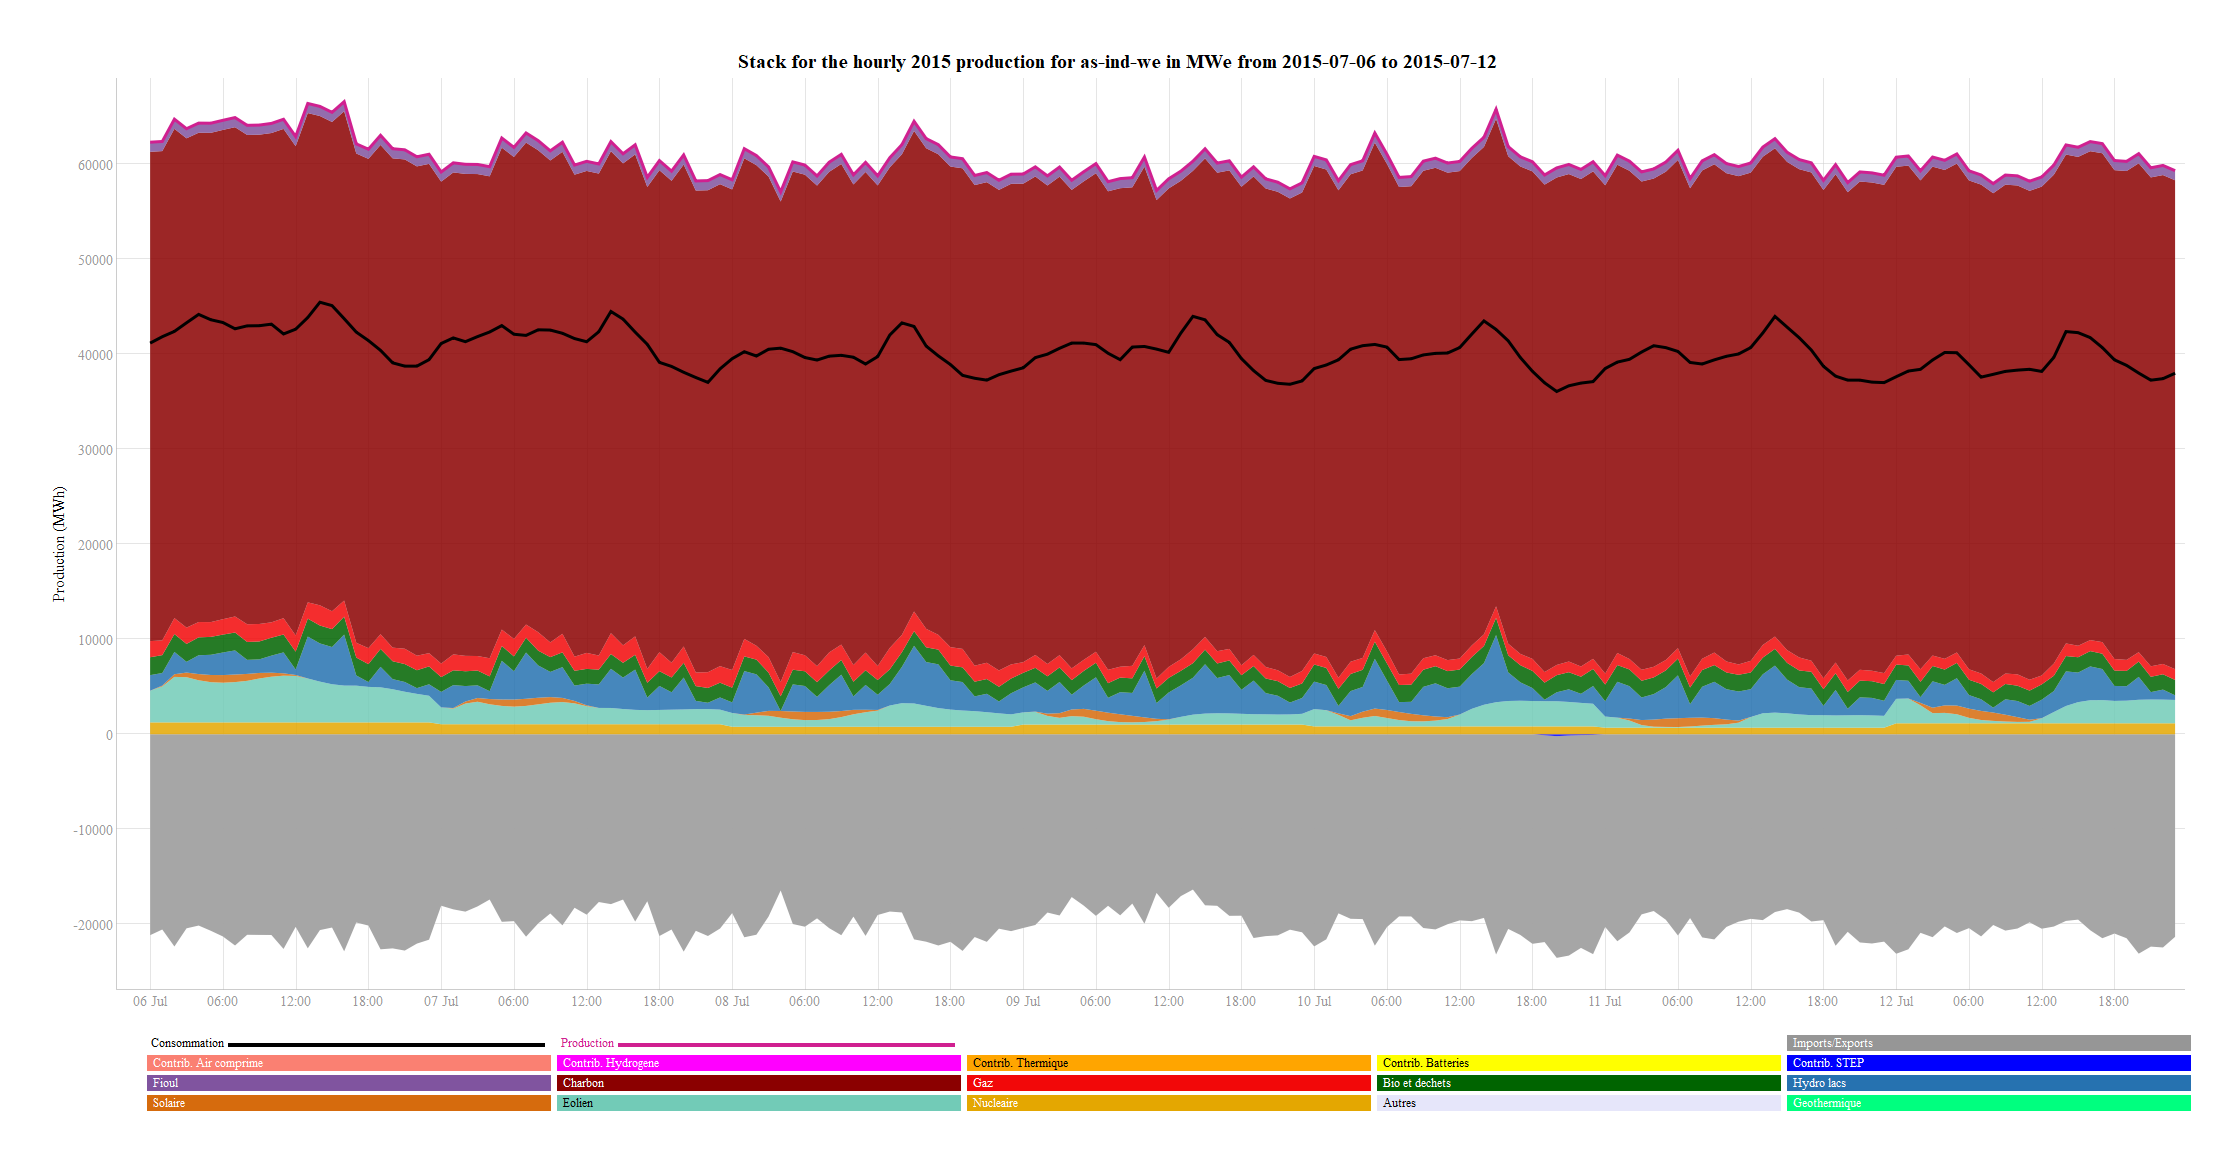 Stack for the hourly 2015 production for as-ind-we in MWe from 2015-07-06 to 2015-07-12
Production (MWh)
60000
50000
40000
30000
20000
10000
0
-10000
-20000
06 Jul 06:00 12:00 18:00 07 Jul 06:00 12:00 18:00 08 Jul 06:00 12:00 18:00 09 Jul 06:00 12:00 18:00 10 Jul 06:00 12:00 18:00 11 Jul 06:00 12:00 18:00 12 Jul 06:00 12:00 18:00
Consommation Production Imports/Exports
Contrib. Air comprime Contrib. Hydrogene Contrib. Thermique Contrib. Batteries Contrib. STEP
Fioul Charbon Gaz Bio et dechets Hydro lacs
Solaire Eolien Nucleaire Autres Geothermique